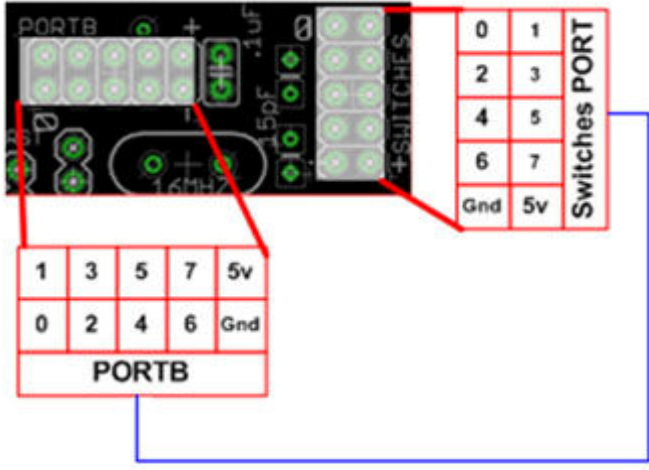 PORTB + .1uF 0
+SWITCHES
15pF
0
16MHZ
0 1
2 3
4 5
6 7
Gnd 5v
Switches PORT
1 3 5 7 5v
0 2 4 6 Gnd
PORTB